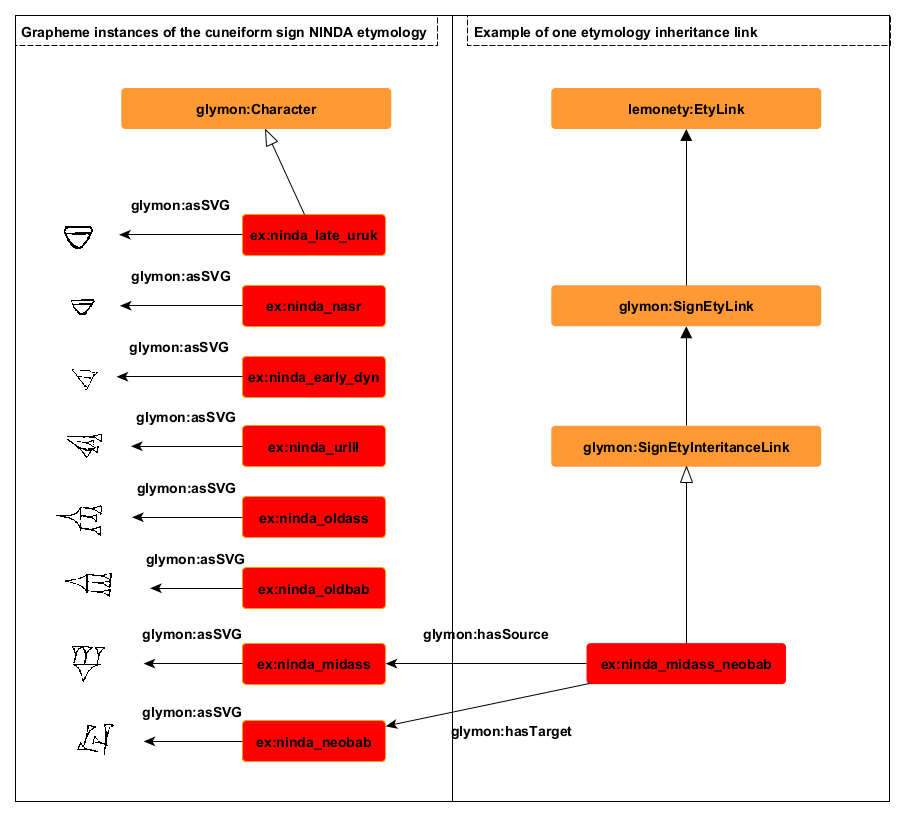 Grapheme instances of the cuneiform sign NINDA etymology
Example of one etymology inheritance link
glymon:Character
lemonety:EtyLink
glymon:asSVG
ex:ninda_late_uruk
glymon:asSVG
ex:ninda_nasr
glymon:SignEtyLink
glymon:asSVG
ex:ninda_early_dyn
glymon:asSVG
ex:ninda_urIII
glymon:SignEtyInteritanceLink
glymon:asSVG
ex:ninda_oldass
glymon:asSVG
ex:ninda_oldbab
glymon:asSVG
glymon:hasSource
ex:ninda_midass
ex:ninda_midass_neobab
glymon:asSVG
glymon:hasTarget
ex:ninda_neobab